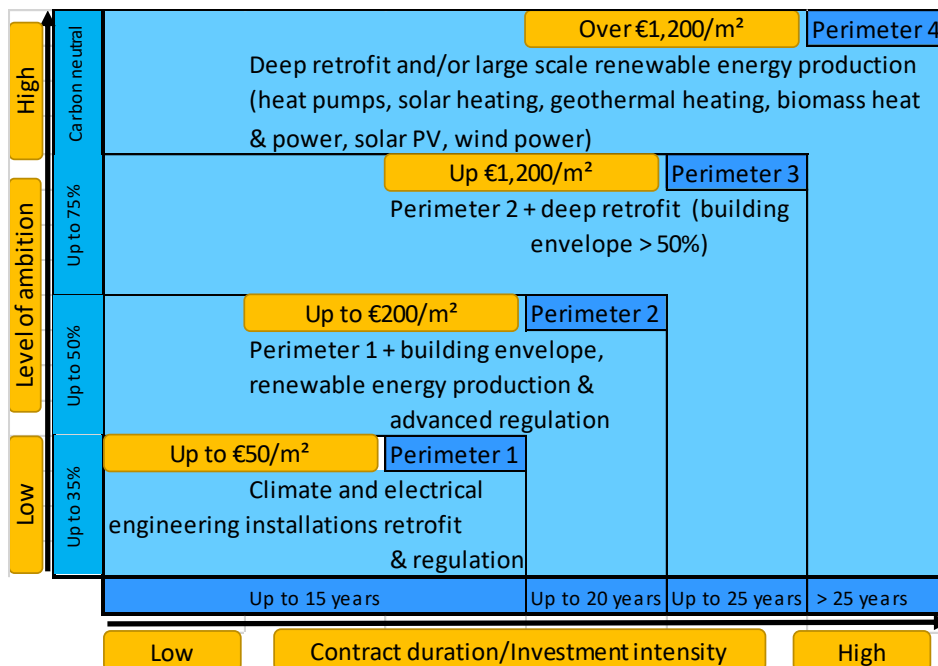 Over €1,200/m² Perimeter 4
Deep retrofit and/or large scale renewable energy production
(heat pumps, solar heating, geothermal heating, biomass heat
& power, solar PV, wind power)
Up €1,200/m² Perimeter 3
Perimeter 2 + deep retrofit (building
envelope > 50%)
Up to €200/m² Perimeter 2
Perimeter 1 + building envelope,
renewable energy production &
advanced regulation
Up to €50/m² Perimeter 1
Climate and electrical
engineering installations retrofit
& regulation
High
Level of ambition
Low
Carbon neutral
Up to 75%
Up to 50%
Up to 35%
Up to 15 years Up to 20 years Up to 25 years > 25 years
Low Contract duration/Investment intensity High